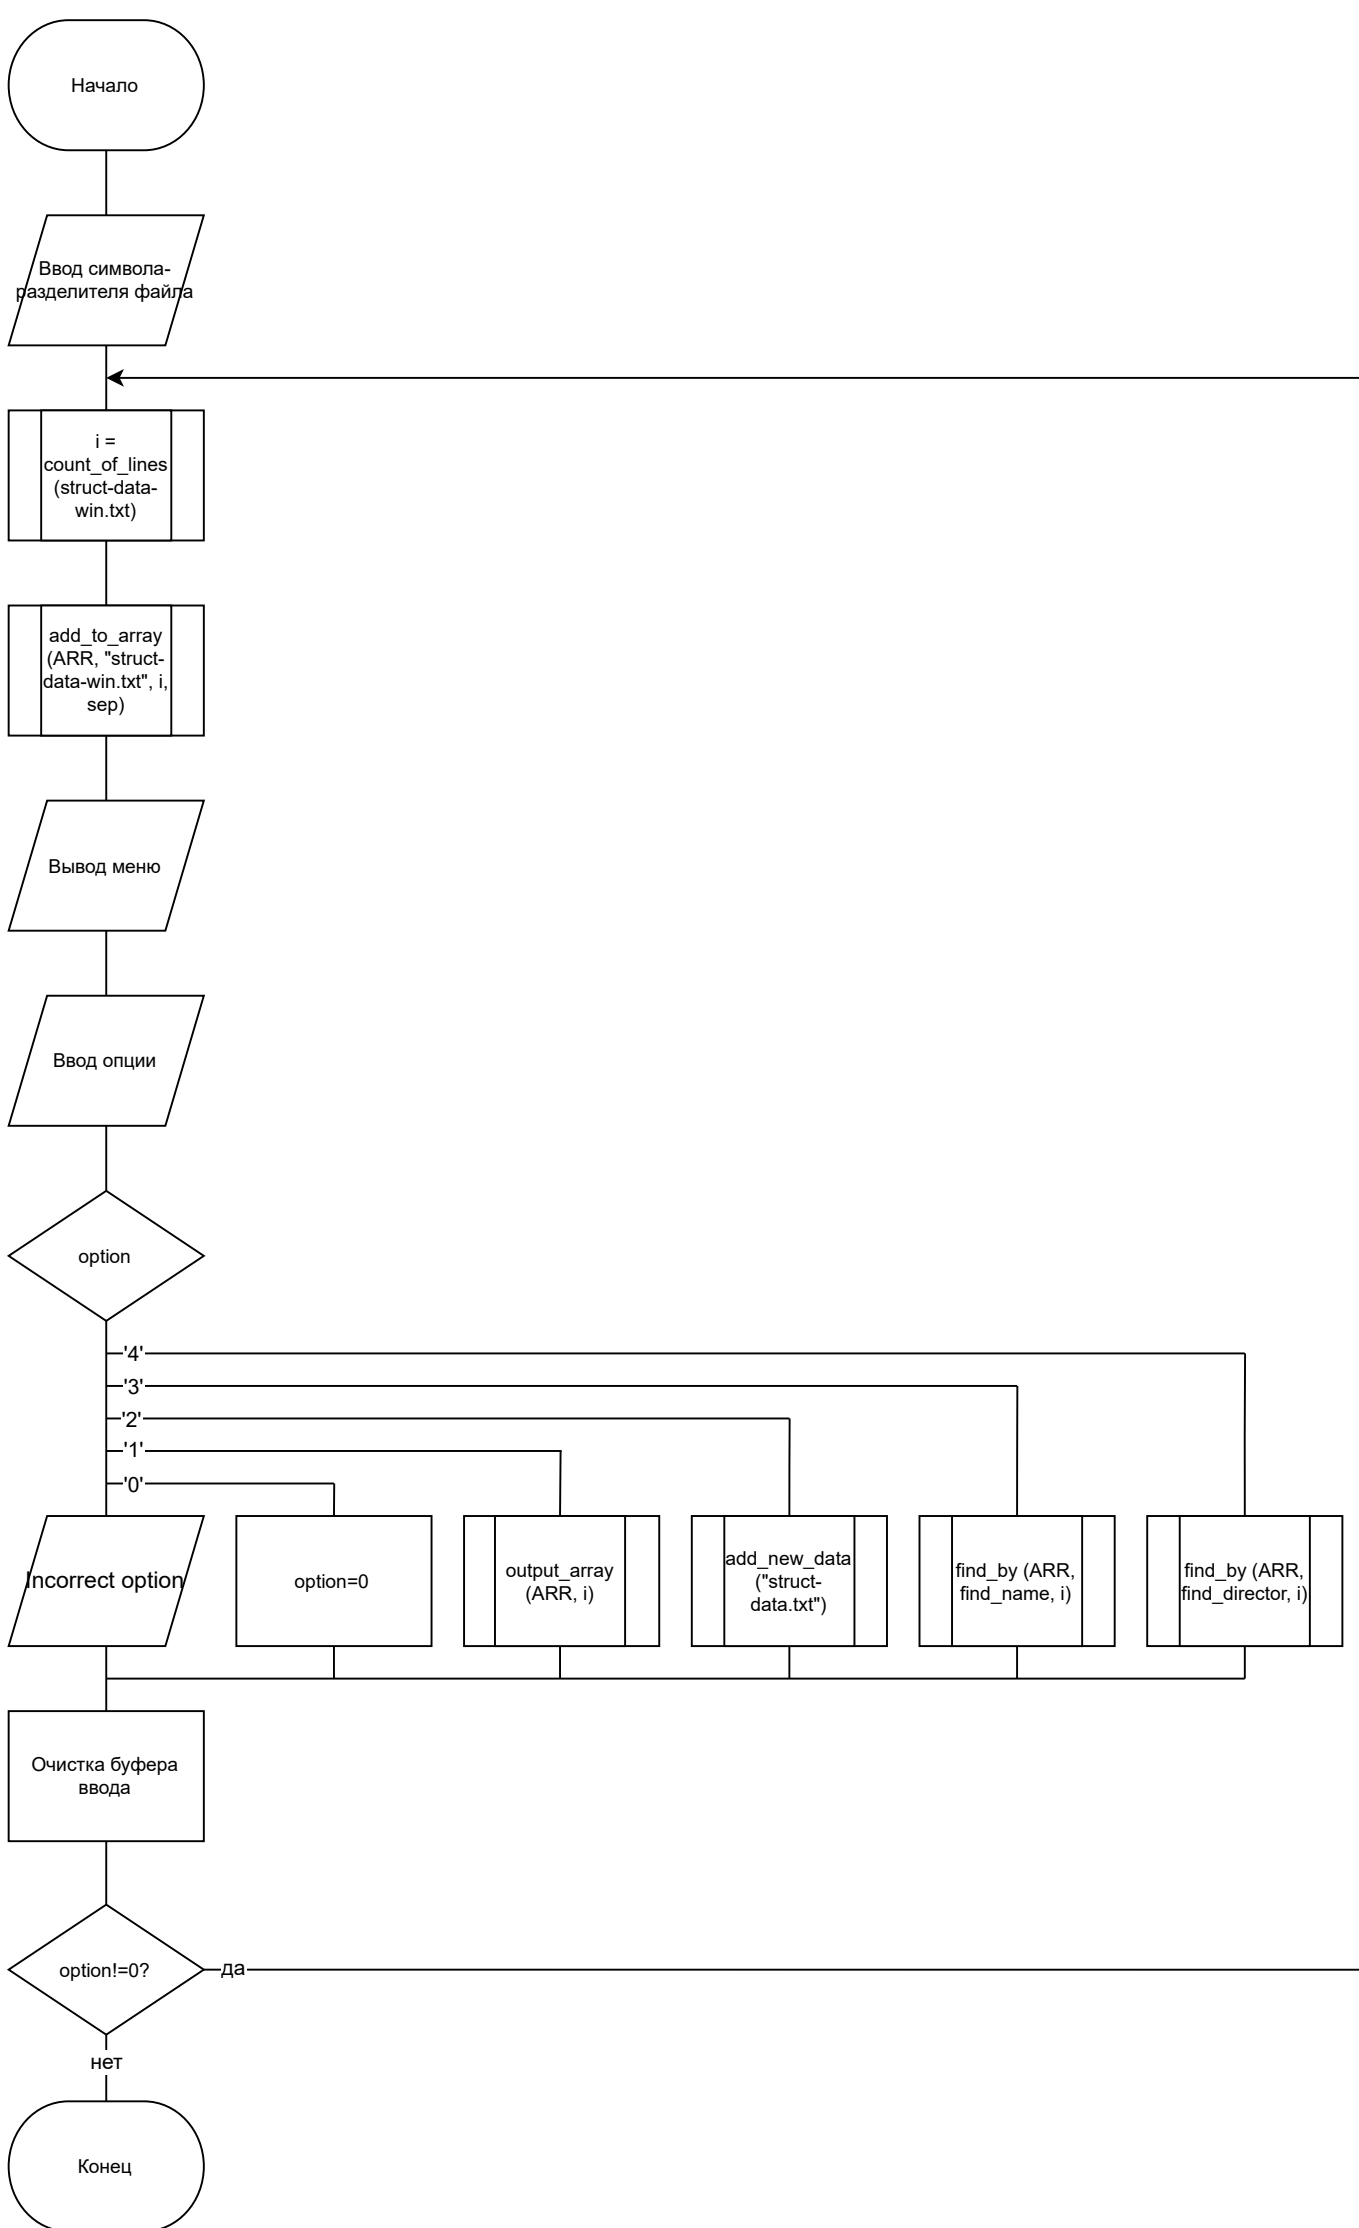 Начало
Ввод символа-
разделителя файла
i =
count_of_lines
(struct-data-
win.txt)
add_to_array
(ARR, "struct-
data-win.txt", i,
sep)
Вывод меню
Ввод опции
option
'4'
'3'
'2'
'1'
'0'
Incorrect option
option=0
output_array
(ARR, i)
add_new_data
("struct-
data.txt")
find_by (ARR,
find_name, i)
find_by (ARR,
find_director, i)
Очистка буфера
ввода
option!=0?
да
нет
Конец